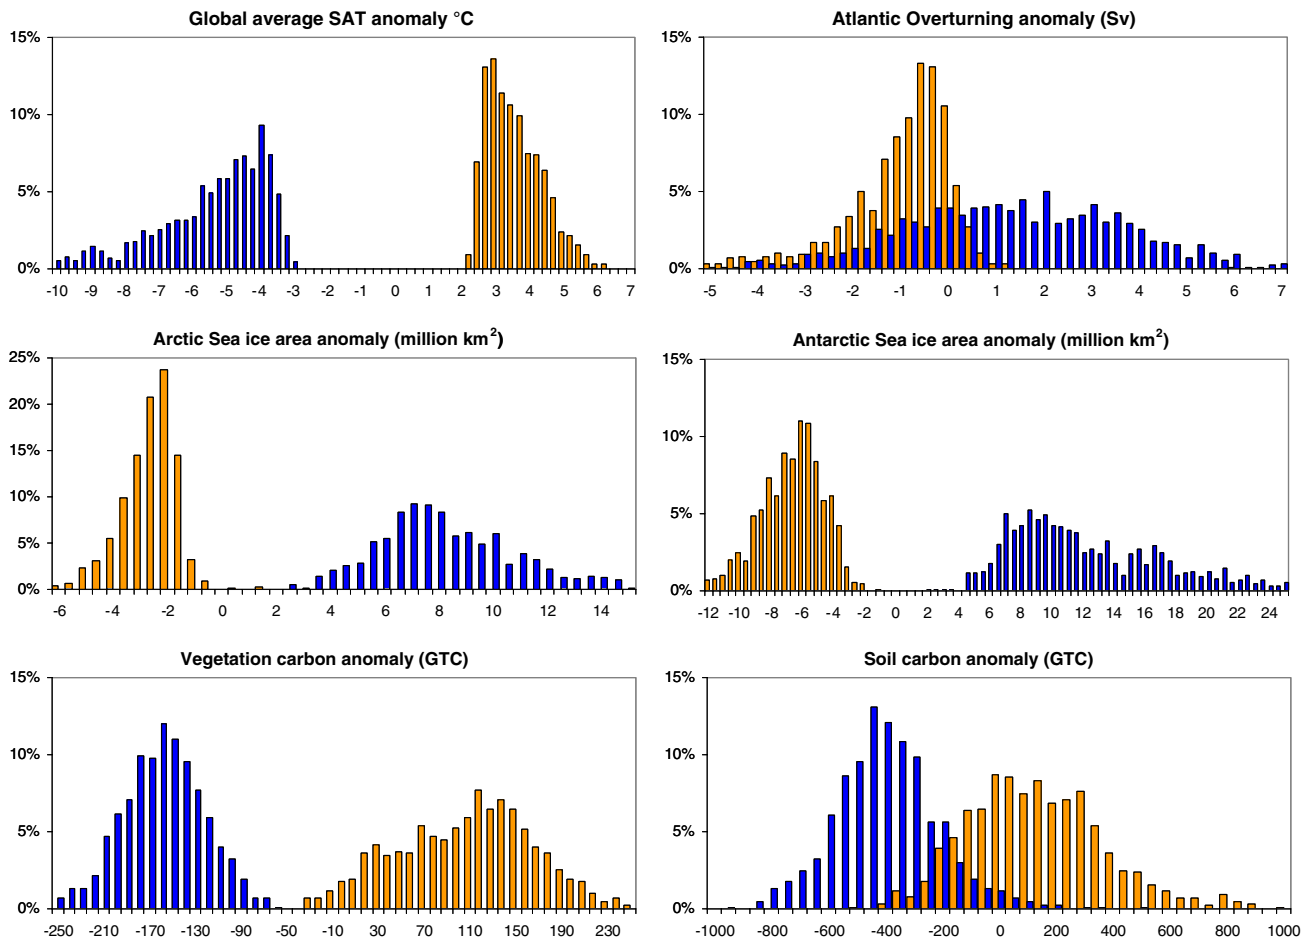 Global average SAT anomaly °C
15%
10%
5%
0%
-10 -9 -8 -7 -6 -5 -4 -3 -2 -1 0 1 2 3 4 5 6 7
Atlantic Overturning anomaly (Sv)
15%
10%
5%
0%
-5 -4 -3 -2 -1 0 1 2 3 4 5 6 7
Arctic Sea ice area anomaly (million km²)
25%
20%
15%
10%
5%
0%
-6 -4 -2 0 2 4 6 8 10 12 14
Antarctic Sea ice area anomaly (million km²)
15%
10%
5%
0%
-12 -10 -8 -6 -4 -2 0 2 4 6 8 10 12 14 16 18 20 22 24
Vegetation carbon anomaly (GTC)
15%
10%
5%
0%
-250 -210 -170 -130 -90 -50 -10 30 70 110 150 190 230
Soil carbon anomaly (GTC)
15%
10%
5%
0%
-1000 -800 -600 -400 -200 0 200 400 600 800 1000